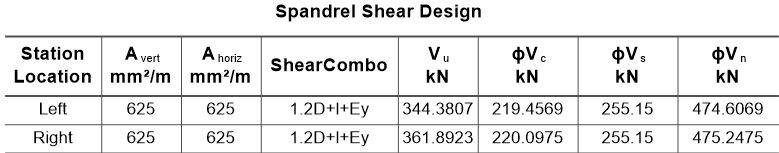 Spandrel Shear Design
Station Location A vert mm²/m A horiz mm²/m ShearCombo V u kN ϕV c kN ϕV s kN ϕV n kN
Left 625 625 1.2D+I+Ey 344.3807 219.4569 255.15 474.6069
Right 625 625 1.2D+I+Ey 361.8923 220.0975 255.15 475.2475